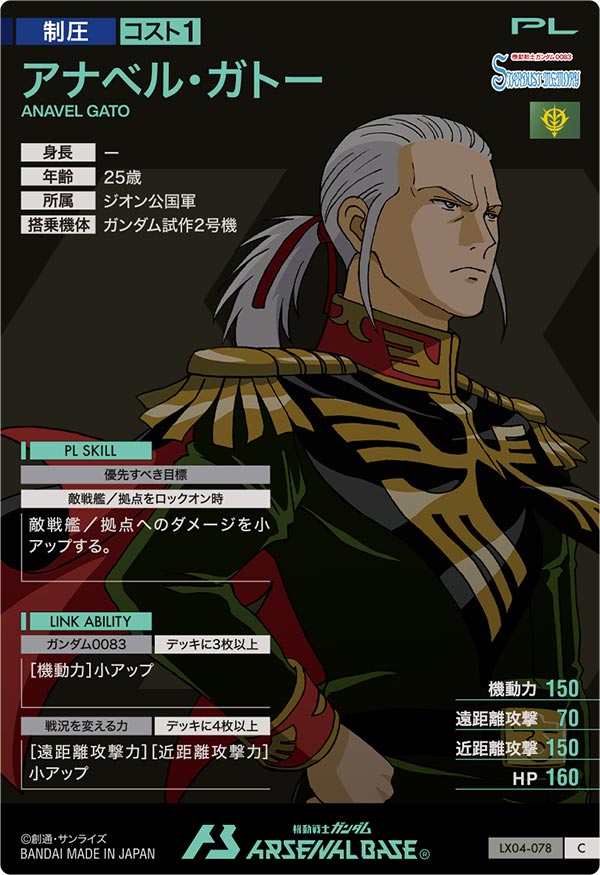 制圧 コスト1 PL
アナベル・ガトー
ANAVEL GATO
機動戦士ガンダム0083
STARDUST MEMORY
身長 ー
年齢 25歳
所属 ジオン公国軍
搭乗機体 ガンダム試作2号機
PL SKILL
優先すべき目標
敵戦艦／拠点をロックオン時
敵戦艦／拠点へのダメージを小
アップする。
LINK ABILITY
ガンダム0083 デッキに3枚以上
[機動力]小アップ
戦況を変える力 デッキに4枚以上
[遠距離攻撃力][近距離攻撃力]
小アップ
機動力 150
遠距離攻撃 70
近距離攻撃 150
HP 160
©創通・サンライズ
BANDAI MADE IN JAPAN
機動戦士ガンダム
ARSENAL BASE®
LX04-078 C